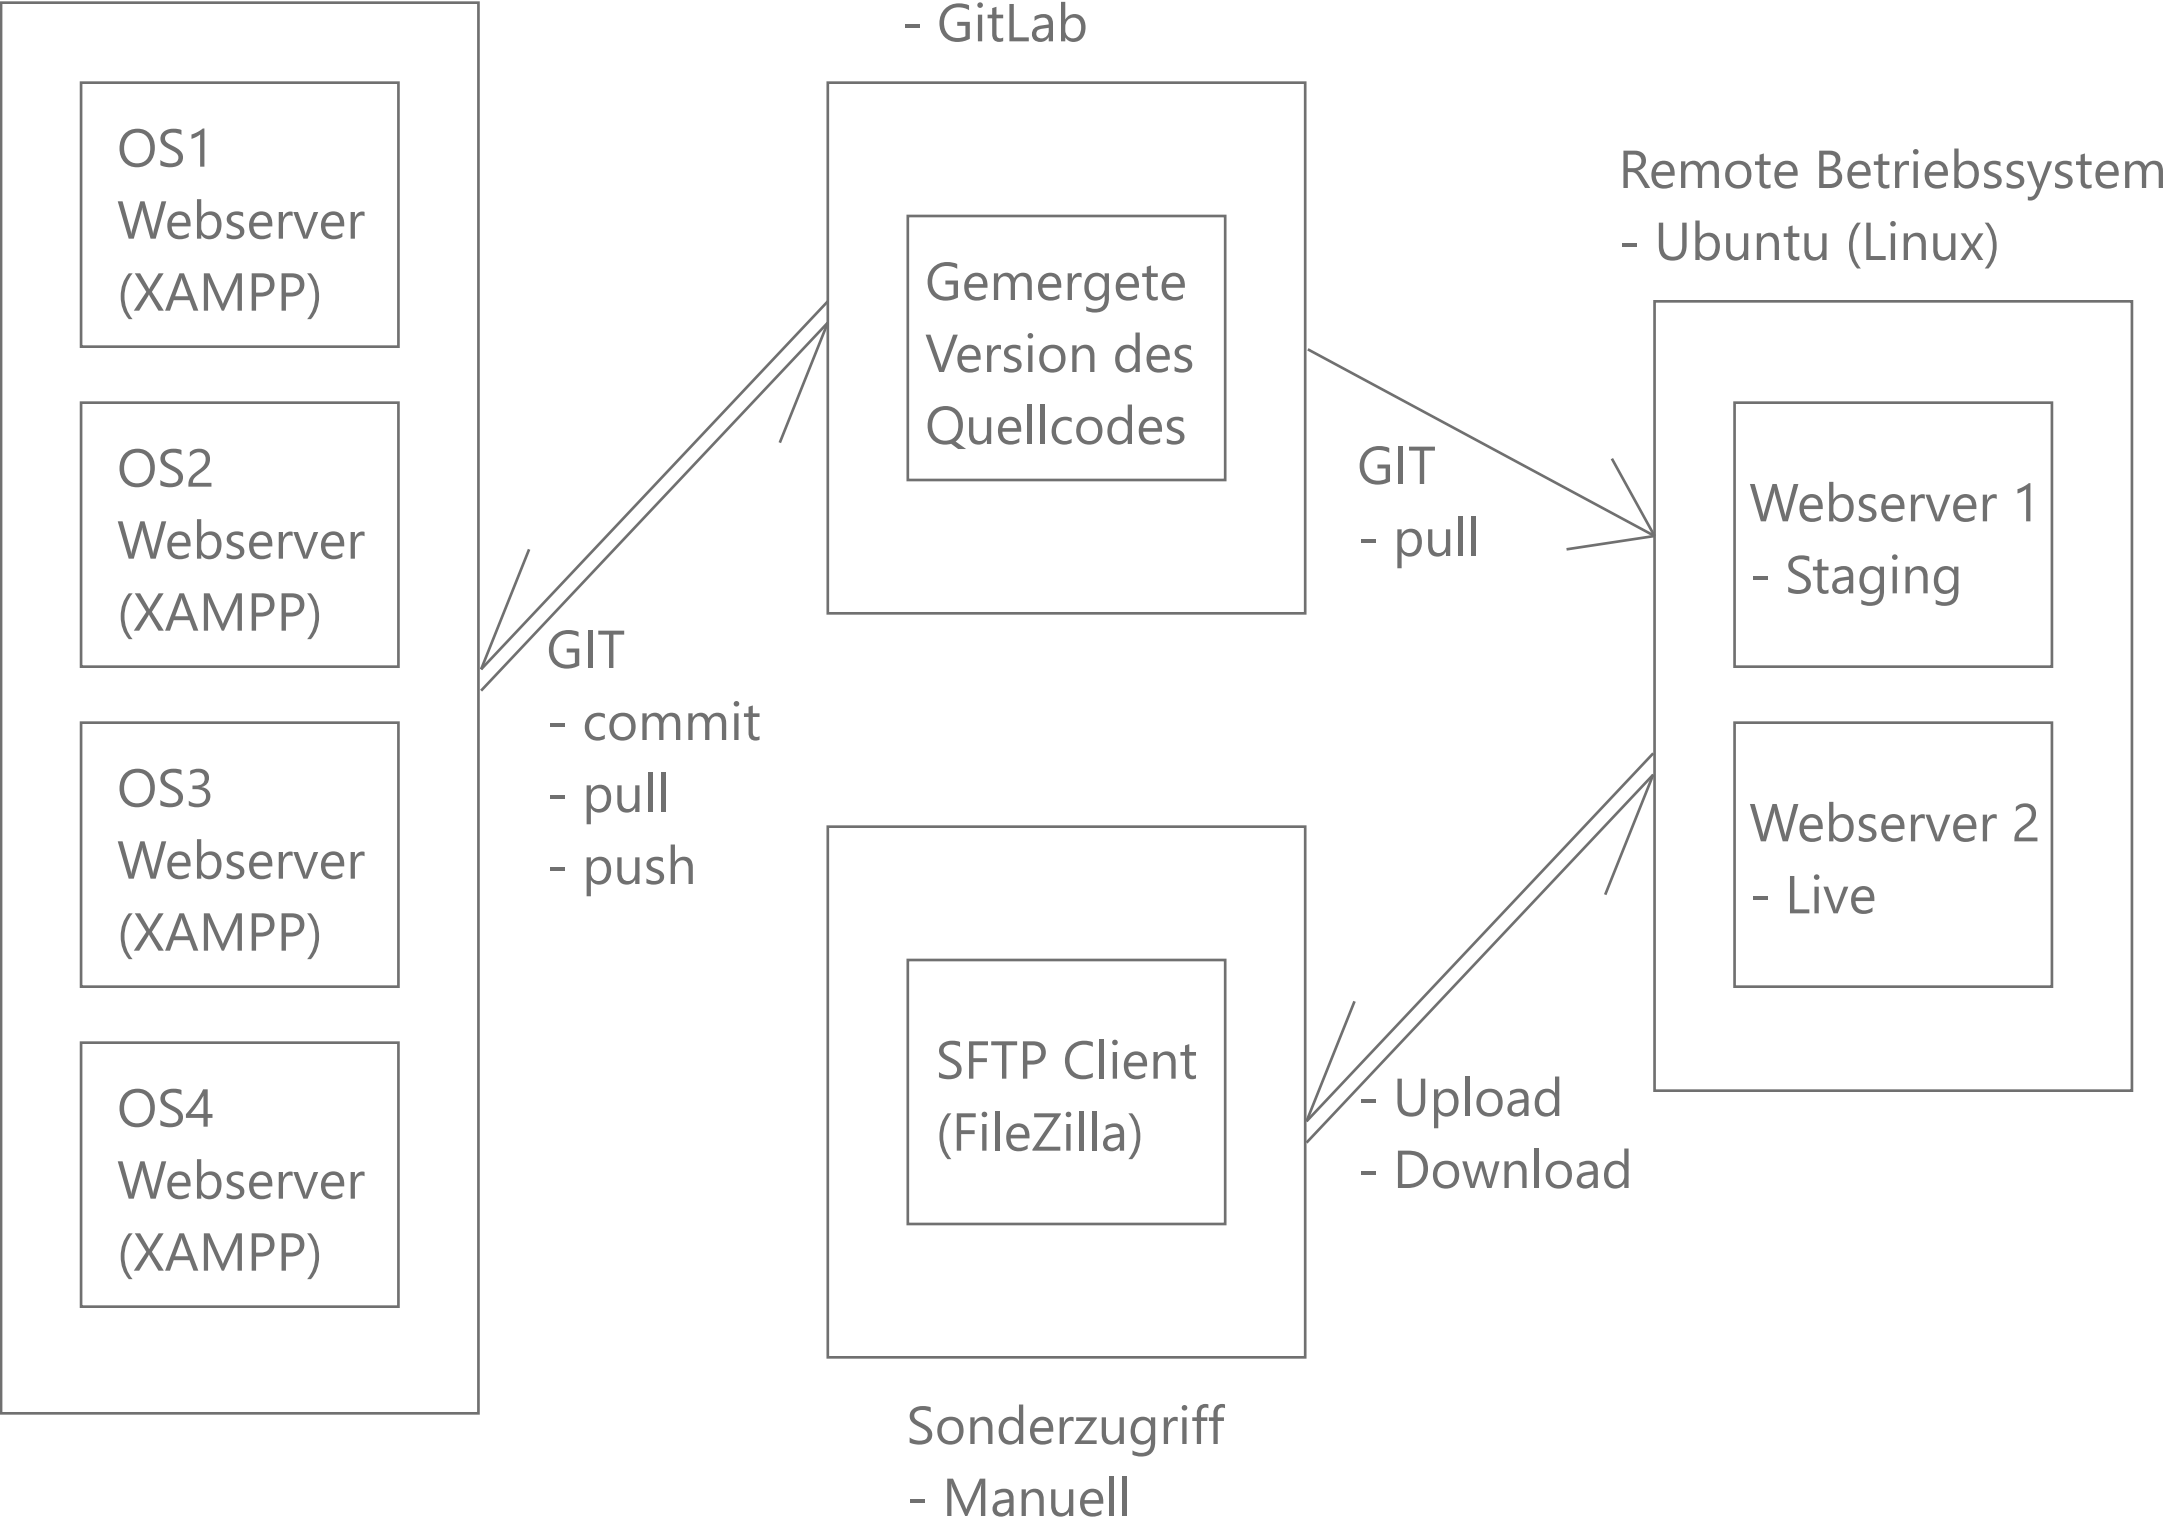 - GitLab
OS1
Webserver
(XAMPP)
OS2
Webserver
(XAMPP)
OS3
Webserver
(XAMPP)
OS4
Webserver
(XAMPP)
GIT
- commit
- pull
- push
Gemergete
Version des
Quellcodes
GIT
- pull
Remote Betriebssystem
- Ubuntu (Linux)
Webserver 1
- Staging
Webserver 2
- Live
SFTP Client
(FileZilla)
- Upload
- Download
Sonderzugriff
- Manuell